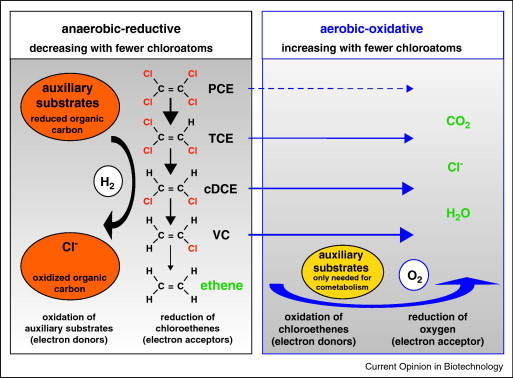 anaerobic-reductive
decreasing with fewer chloroatoms
aerobic-oxidative
increasing with fewer chloroatoms
auxiliary
substrates
reduced organic
carbon
H₂
Cl⁻
oxidized organic
carbon
Cl Cl
C = C
Cl Cl
PCE
Cl H
C = C
Cl Cl
TCE
H H
C = C
Cl Cl
cDCE
H H
C = C
H Cl
VC
H H
C = C
H H
ethene
oxidation of
auxiliary substrates
(electron donors)
reduction of
chloroethenes
(electron acceptors)
CO₂
Cl⁻
H₂O
auxiliary
substrates
only needed for
cometabolism
O₂
oxidation of
chloroethenes
(electron donors)
reduction of
oxygen
(electron acceptor)
Current Opinion in Biotechnology